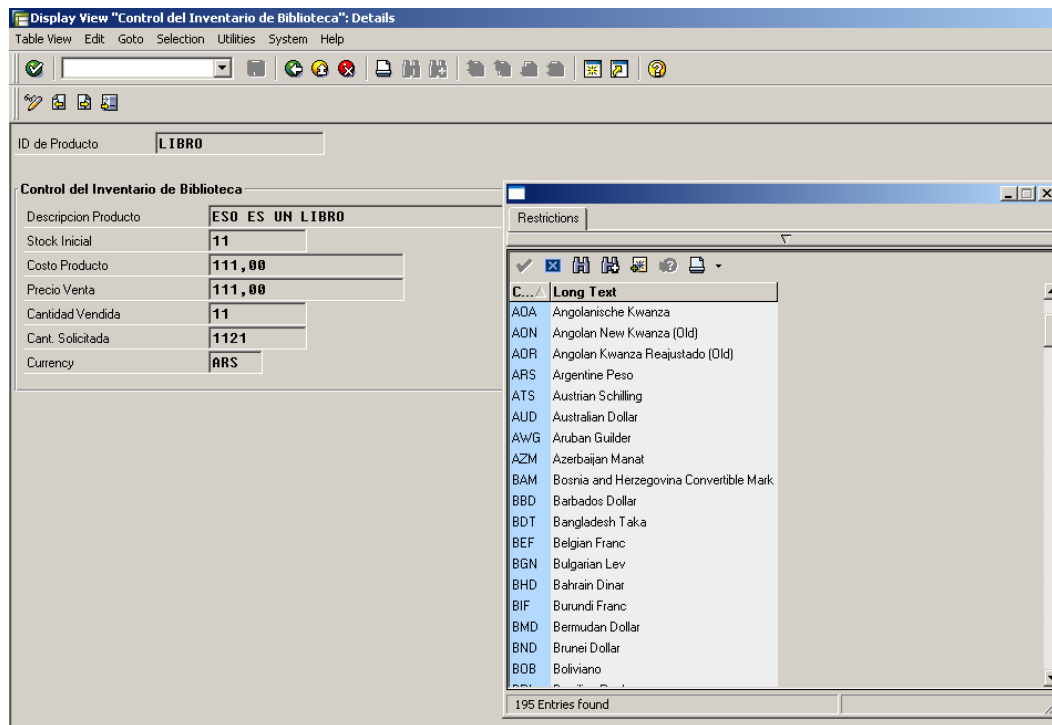 Display View "Control del Inventario de Biblioteca": Details
Table View Edit Goto Selection Utilities System Help
ID de Producto LIBRO
Control del Inventario de Biblioteca
Descripcion Producto ESO ES UN LIBRO
Stock Inicial 11
Costo Producto 111,00
Precio Venta 111,00
Cantidad Vendida 11
Cant. Solicitada 1121
Currency ARS
Restrictions
C... Long Text
AOA Angolanische Kwanza
AON Angolan New Kwanza (Old)
AOR Angolan Kwanza Reajustado (Old)
ARS Argentine Peso
ATS Austrian Schilling
AUD Australian Dollar
AWG Aruban Guilder
AZM Azerbaijan Manat
BAM Bosnia and Herzegovina Convertible Mark
BBD Barbados Dollar
BDT Bangladesh Taka
BEF Belgian Franc
BGN Bulgarian Lev
BHD Bahrain Dinar
BIF Burundi Franc
BMD Bermudan Dollar
BND Brunei Dollar
BOB Boliviano
195 Entries found